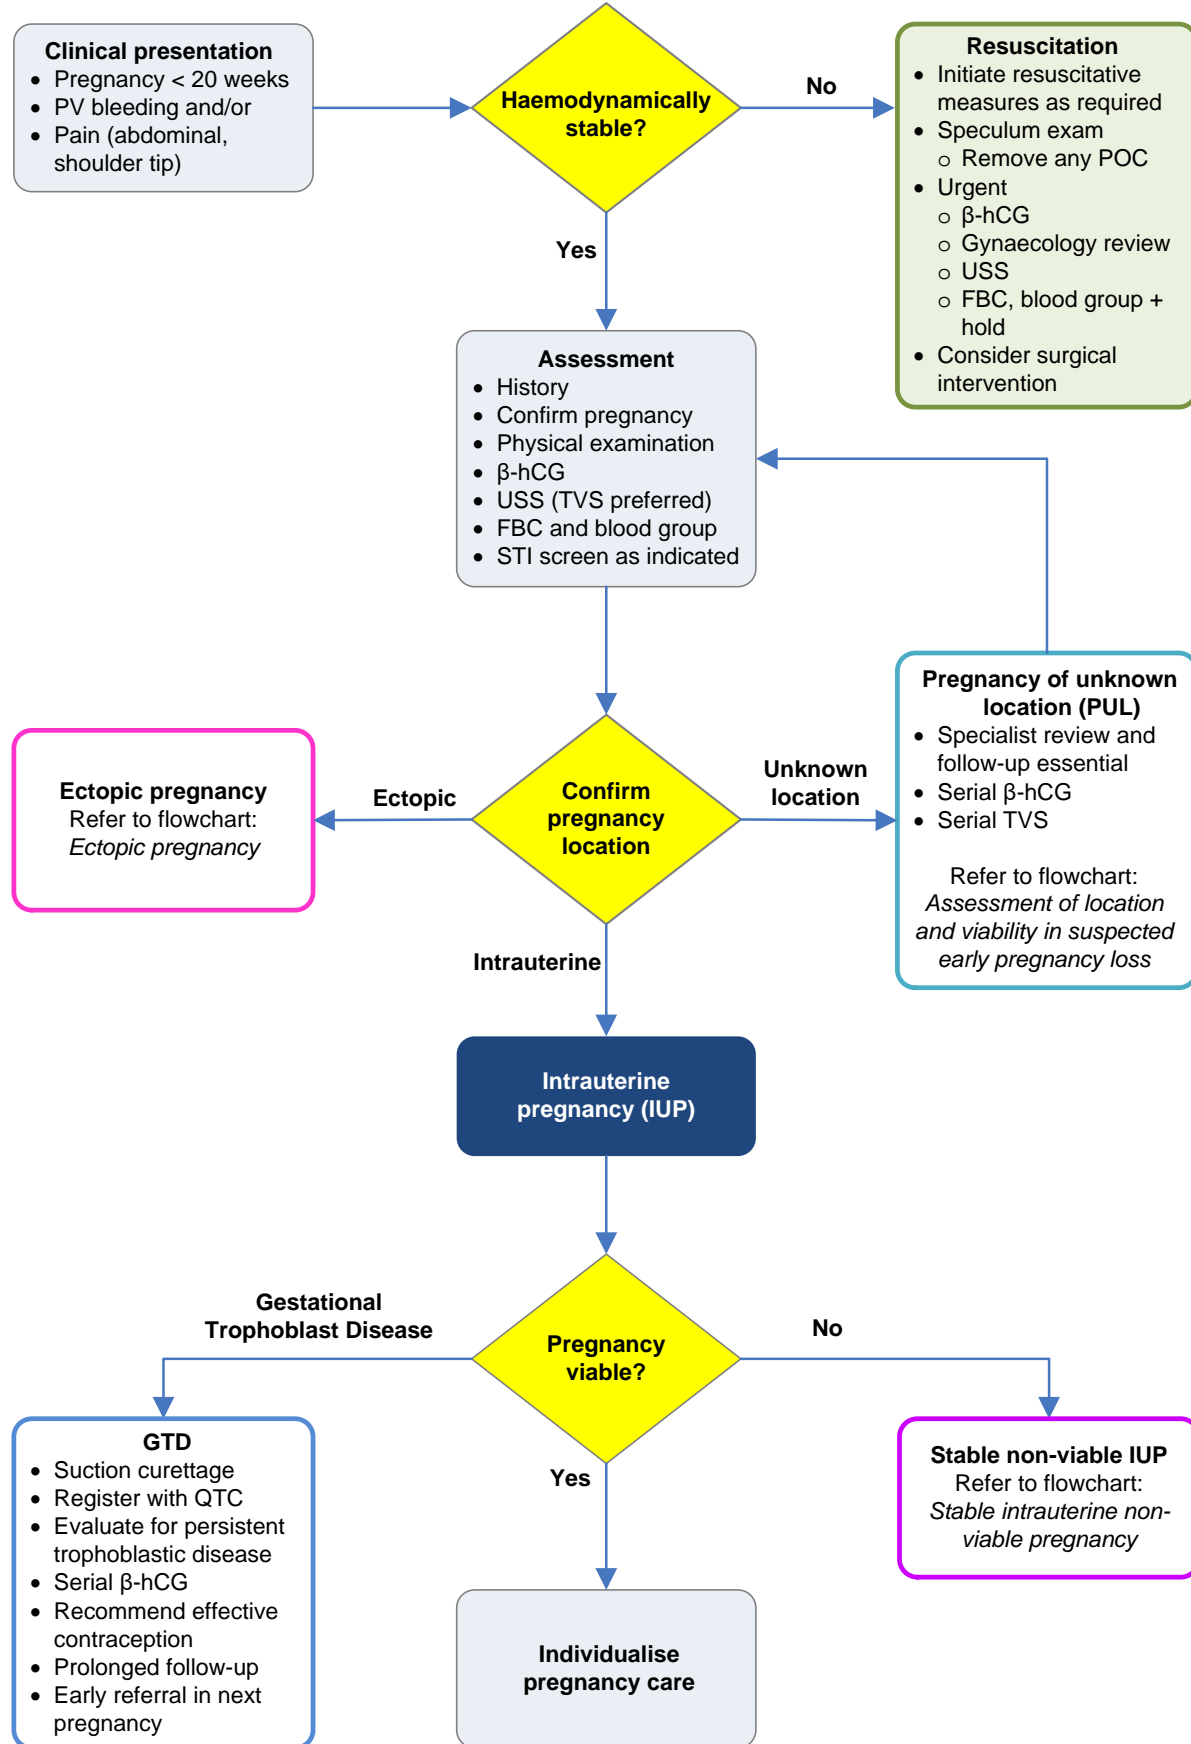 Clinical presentation
• Pregnancy < 20 weeks
• PV bleeding and/or
• Pain (abdominal,
shoulder tip)
Haemodynamically
stable?
No
Resuscitation
• Initiate resuscitative
measures as required
• Speculum exam
o Remove any POC
• Urgent
o β-hCG
o Gynaecology review
o USS
o FBC, blood group +
hold
• Consider surgical
intervention
Yes
Assessment
• History
• Confirm pregnancy
• Physical examination
• β-hCG
• USS (TVS preferred)
• FBC and blood group
• STI screen as indicated
Ectopic pregnancy
Refer to flowchart:
Ectopic pregnancy
Ectopic
Confirm
pregnancy
location
Unknown
location
Pregnancy of unknown
location (PUL)
• Specialist review and
follow-up essential
• Serial β-hCG
• Serial TVS
Refer to flowchart:
Assessment of location
and viability in suspected
early pregnancy loss
Intrauterine
Intrauterine
pregnancy (IUP)
Gestational
Trophoblast Disease
Pregnancy
viable?
No
GTD
• Suction curettage
• Register with QTC
• Evaluate for persistent
trophoblastic disease
• Serial β-hCG
• Recommend effective
contraception
• Prolonged follow-up
• Early referral in next
pregnancy
Yes
Individualise
pregnancy care
Stable non-viable IUP
Refer to flowchart:
Stable intrauterine non-
viable pregnancy